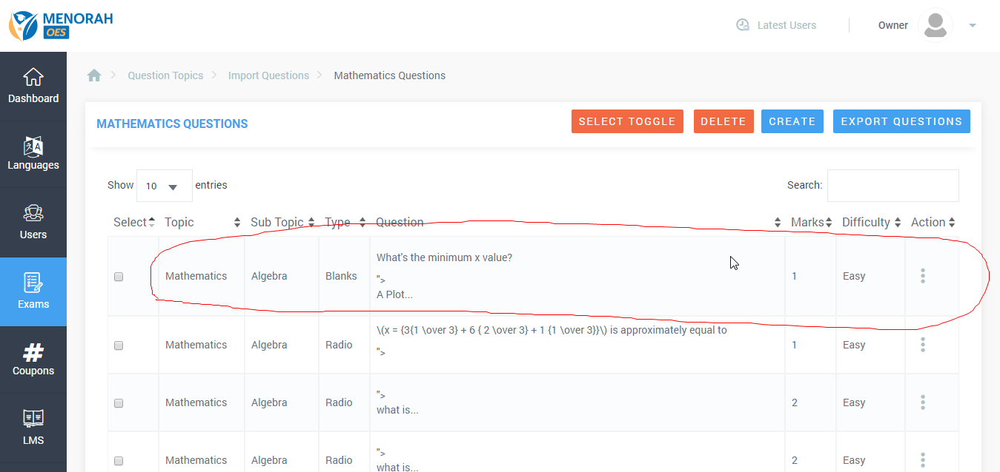 MENORAH
OES
Latest Users
Owner
Dashboard
Languages
Users
Exams
Coupons
LMS
Question Topics
Import Questions
Mathematics Questions
MATHEMATICS QUESTIONS
SELECT TOGGLE
DELETE
CREATE
EXPORT QUESTIONS
Show 10 entries
Search:
Select Topic Sub Topic Type Question Marks Difficulty Action
What's the minimum x value?
Mathematics Algebra Blanks "> 1 Easy
A Plot...
\(x = {3{1 \over 3} + 6 { 2 \over 3} + 1 {1 \over 3}}\) is approximately equal to
Mathematics Algebra Radio "> 1 Easy
">
Mathematics Algebra Radio what is... 2 Easy
">
Mathematics Algebra Radio what is... 2 Easy